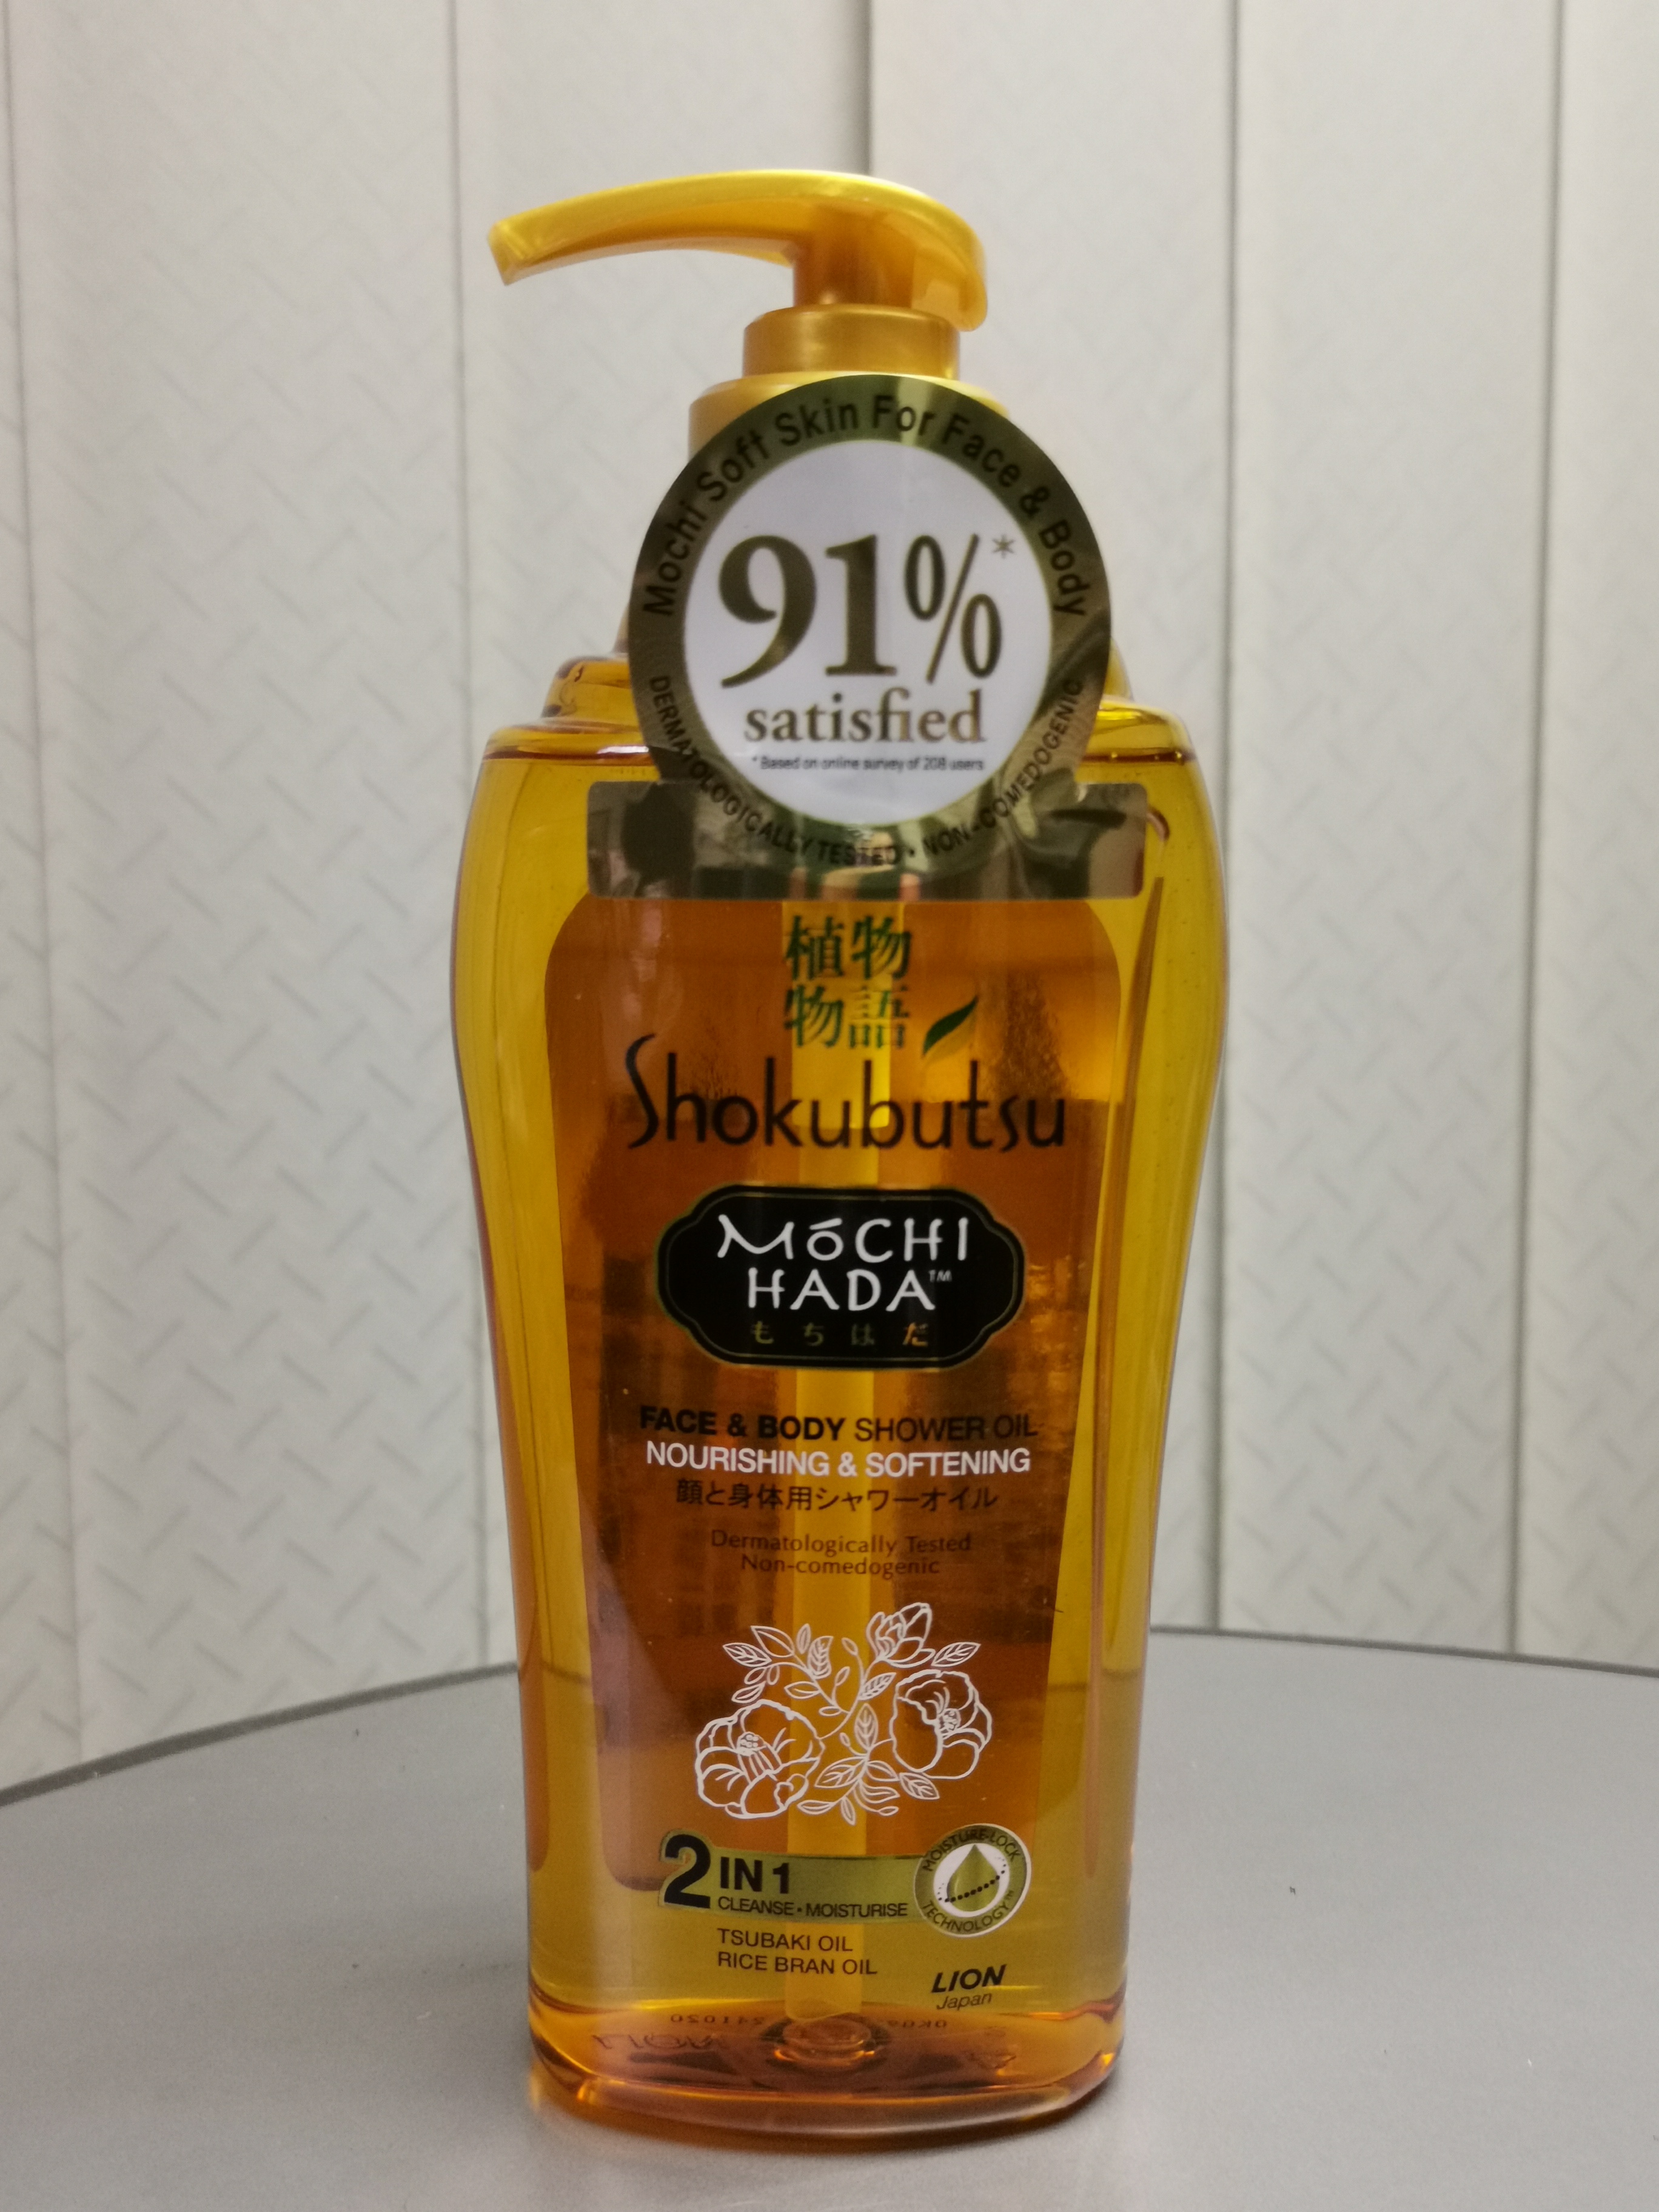 Mochi Soft Skin For Face & Body
91%*
satisfied
* Based on online survey of 208 users
DERMATOLOGICALLY TESTED • NON-COMEDOGENIC
植物
物語
Shokubutsu
MōCHI
HADA™
もちはだ
FACE & BODY SHOWER OIL
NOURISHING & SOFTENING
顔と身体用シャワーオイル
Dermatologically Tested
Non-comedogenic
2 IN 1
CLEANSE • MOISTURISE
MOISTURE-LOCK
TECHNOLOGY™
TSUBAKI OIL
RICE BRAN OIL
LION
Japan